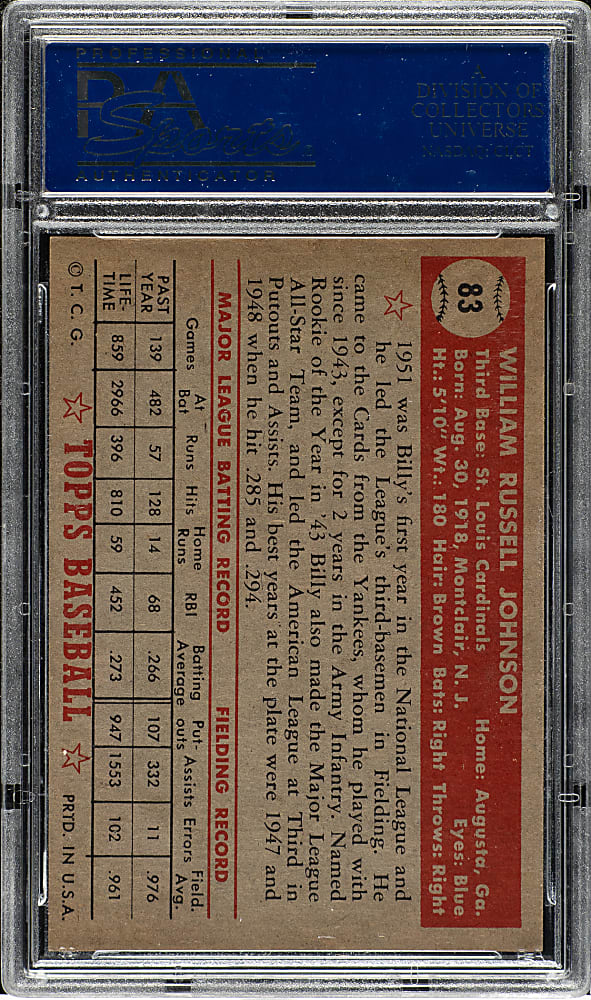 PROFESSIONAL
PSA
Sports
AUTHENTICATOR
A
DIVISION OF
COLLECTORS
UNIVERSE
NASDAQ: CLCT
83
WILLIAM RUSSELL JOHNSON
Third Base: St. Louis Cardinals Home: Augusta, Ga.
Born: Aug. 30, 1918, Montclair, N. J. Eyes: Blue
Ht.: 5'10" Wt.: 180 Hair: Brown Bats: Right Throws: Right
1951 was Billy's first year in the National League and
he led the League's third-basemen in Fielding. He
came to the Cards from the Yankees, whom he played with
since 1943, except for 2 years in the Army Infantry. Named
Rookie of the Year in '43 Billy also made the Major League
All-Star Team, and led the American League at Third in
Putouts and Assists. His best years at the plate were 1947 and
1948 when he hit .285 and .294.
MAJOR LEAGUE BATTING RECORD FIELDING RECORD
Games At Bat Runs Hits Home Runs RBI Batting Average Put-outs Assists Errors Field. Avg.
PAST YEAR 139 482 57 128 14 68 .266 107 332 11 .976
LIFE-TIME 859 2966 396 810 59 452 .273 947 1553 102 .961
© T. C. G. TOPPS BASEBALL PRTD. IN U.S.A.